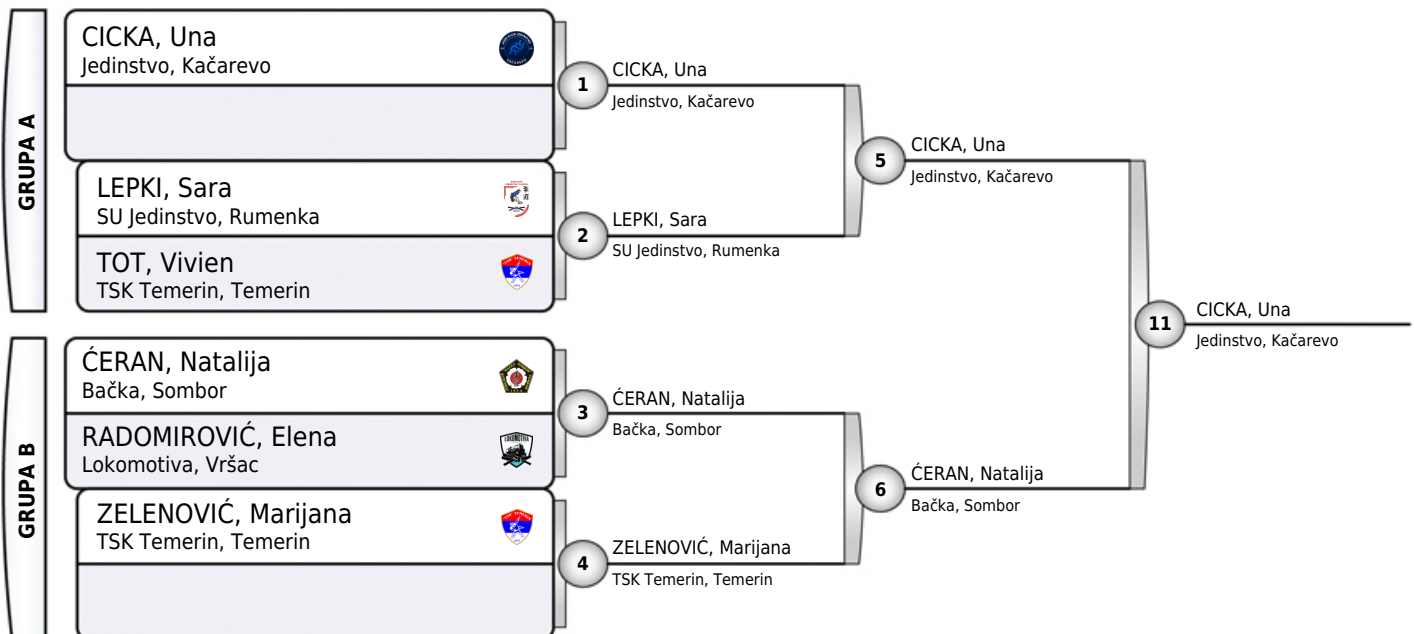 GRUPA A
CICKA, Una
Jedinstvo, Kačarevo
LEPKI, Sara
SU Jedinstvo, Rumenka
TOT, Vivien
TSK Temerin, Temerin
GRUPA B
ĆERAN, Natalija
Bačka, Sombor
RADOMIROVIĆ, Elena
Lokomotiva, Vršac
LOKOMOTIVA
ZELENOVIĆ, Marijana
TSK Temerin, Temerin
1
CICKA, Una
Jedinstvo, Kačarevo
2
LEPKI, Sara
SU Jedinstvo, Rumenka
3
ĆERAN, Natalija
Bačka, Sombor
4
ZELENOVIĆ, Marijana
TSK Temerin, Temerin
5
CICKA, Una
Jedinstvo, Kačarevo
6
ĆERAN, Natalija
Bačka, Sombor
11
CICKA, Una
Jedinstvo, Kačarevo